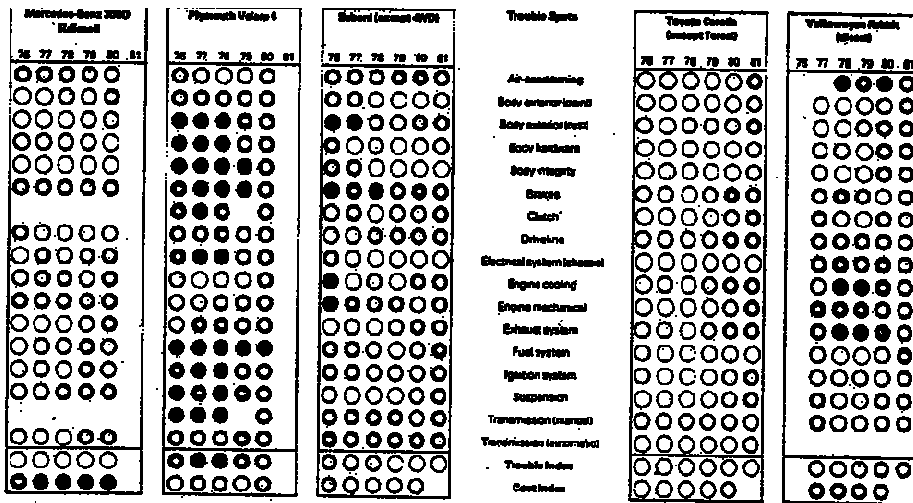 Mercedes-Benz 300D
(diesel)
76 77 78 79 80 81
Plymouth Volare 6
76 77 78 79 80 81
Subaru (except 4WD)
76 77 78 79 80 81
Trouble Spots
Toyota Corolla
(except Tercel)
76 77 78 79 80 81
Volkswagen Rabbit
(diesel)
76 77 78 79 80 81
Air-conditioning
Body exterior (paint)
Body exterior (rust)
Body hardware
Body integrity
Brakes
Clutch
Driveline
Electrical system (chassis)
Engine cooling
Engine mechanical
Exhaust system
Fuel system
Ignition system
Suspension
Transmission (manual)
Transmission (automatic)
Trouble Index
Cost Index